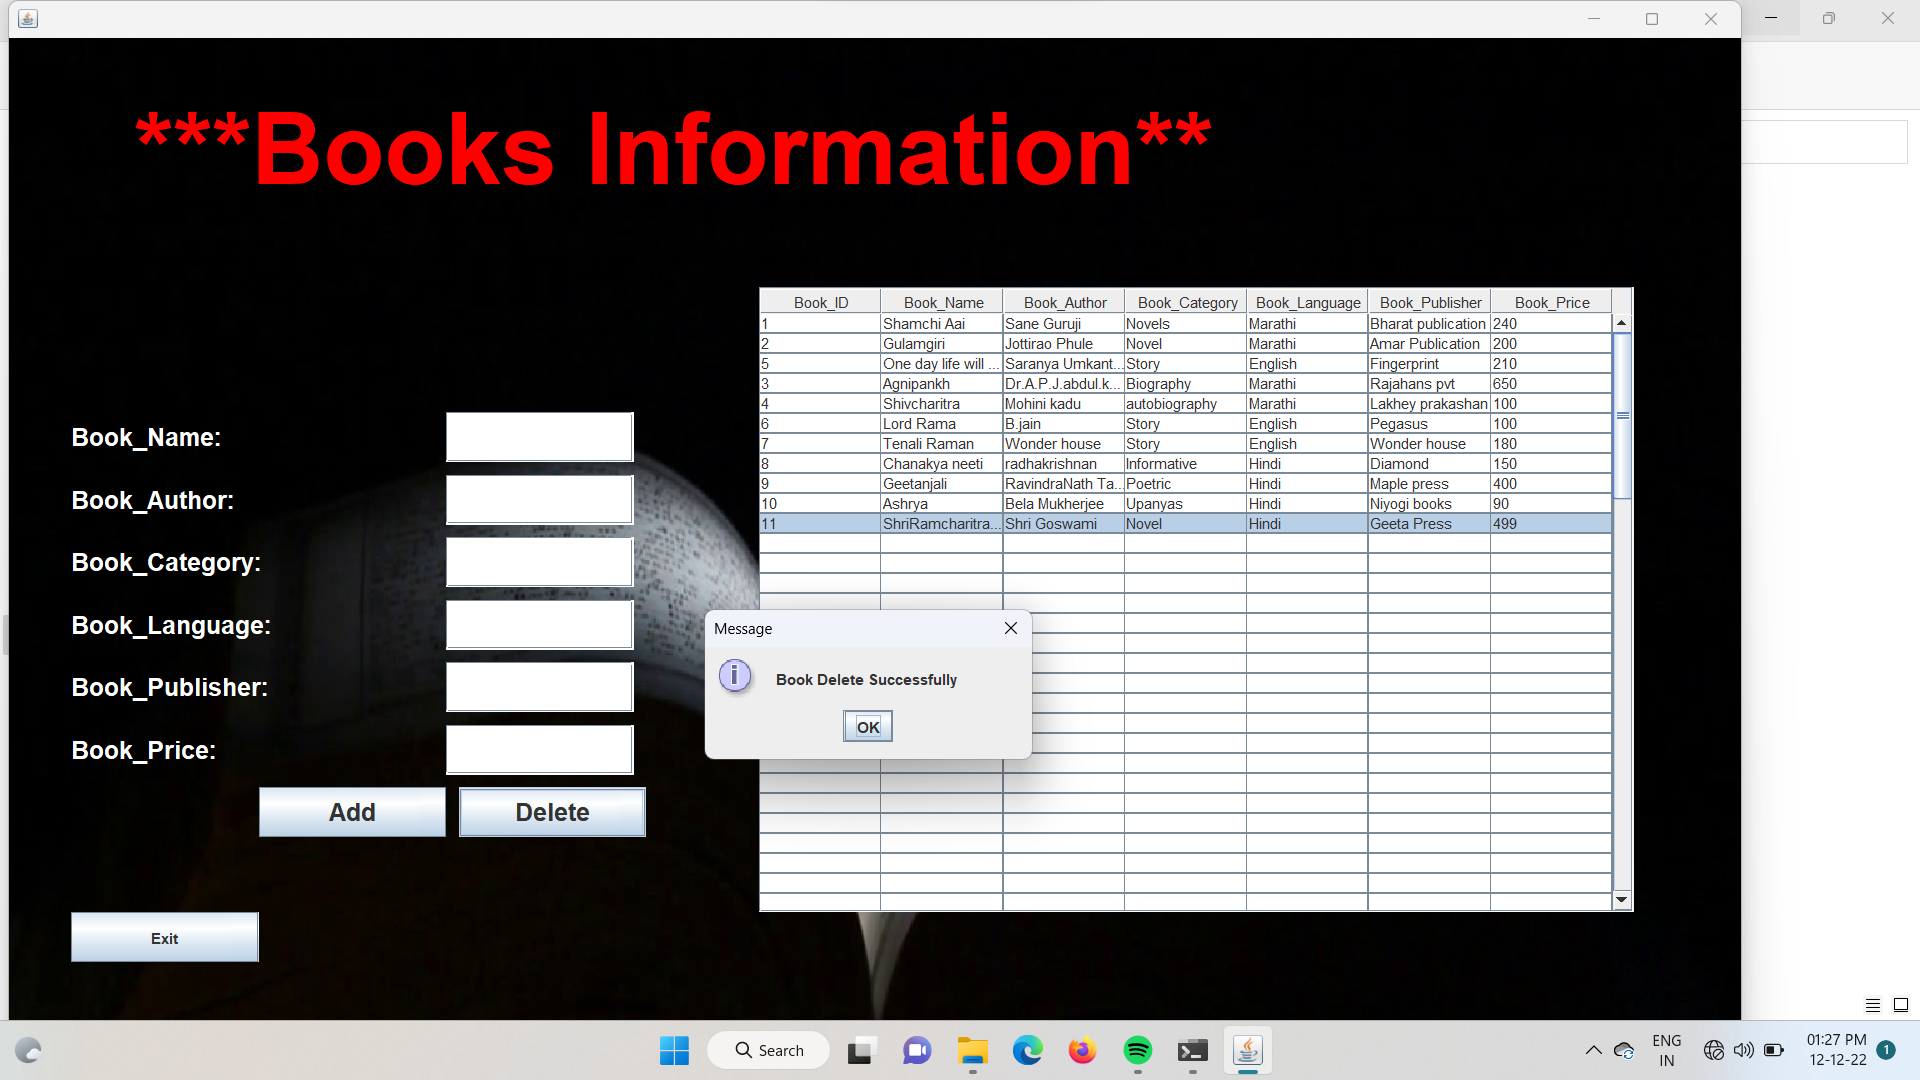 ***Books Information**
Book_ID Book_Name Book_Author Book_Category Book_Language Book_Publisher Book_Price
1 Shamchi Aai Sane Guruji Novels Marathi Bharat publication 240
2 Gulamgiri Jottirao Phule Novel Marathi Amar Publication 200
5 One day life will ... Saranya Umkant... Story English Fingerprint 210
3 Agnipankh Dr.A.P.J.abdul.k... Biography Marathi Rajahans pvt 650
4 Shivcharitra Mohini kadu autobiography Marathi Lakhey prakashan 100
6 Lord Rama B.jain Story English Pegasus 100
7 Tenali Raman Wonder house Story English Wonder house 180
8 Chanakya neeti radhakrishnan Informative Hindi Diamond 150
9 Geetanjali RavindraNath Ta... Poetric Hindi Maple press 400
10 Ashrya Bela Mukherjee Upanyas Hindi Niyogi books 90
11 ShriRamcharitra... Shri Goswami Novel Hindi Geeta Press 499
Book_Name:
Book_Author:
Book_Category:
Book_Language:
Book_Publisher:
Book_Price:
Add Delete
Exit
Message
i
Book Delete Successfully
OK
Search
ENG
IN
01:27 PM
12-12-22
1